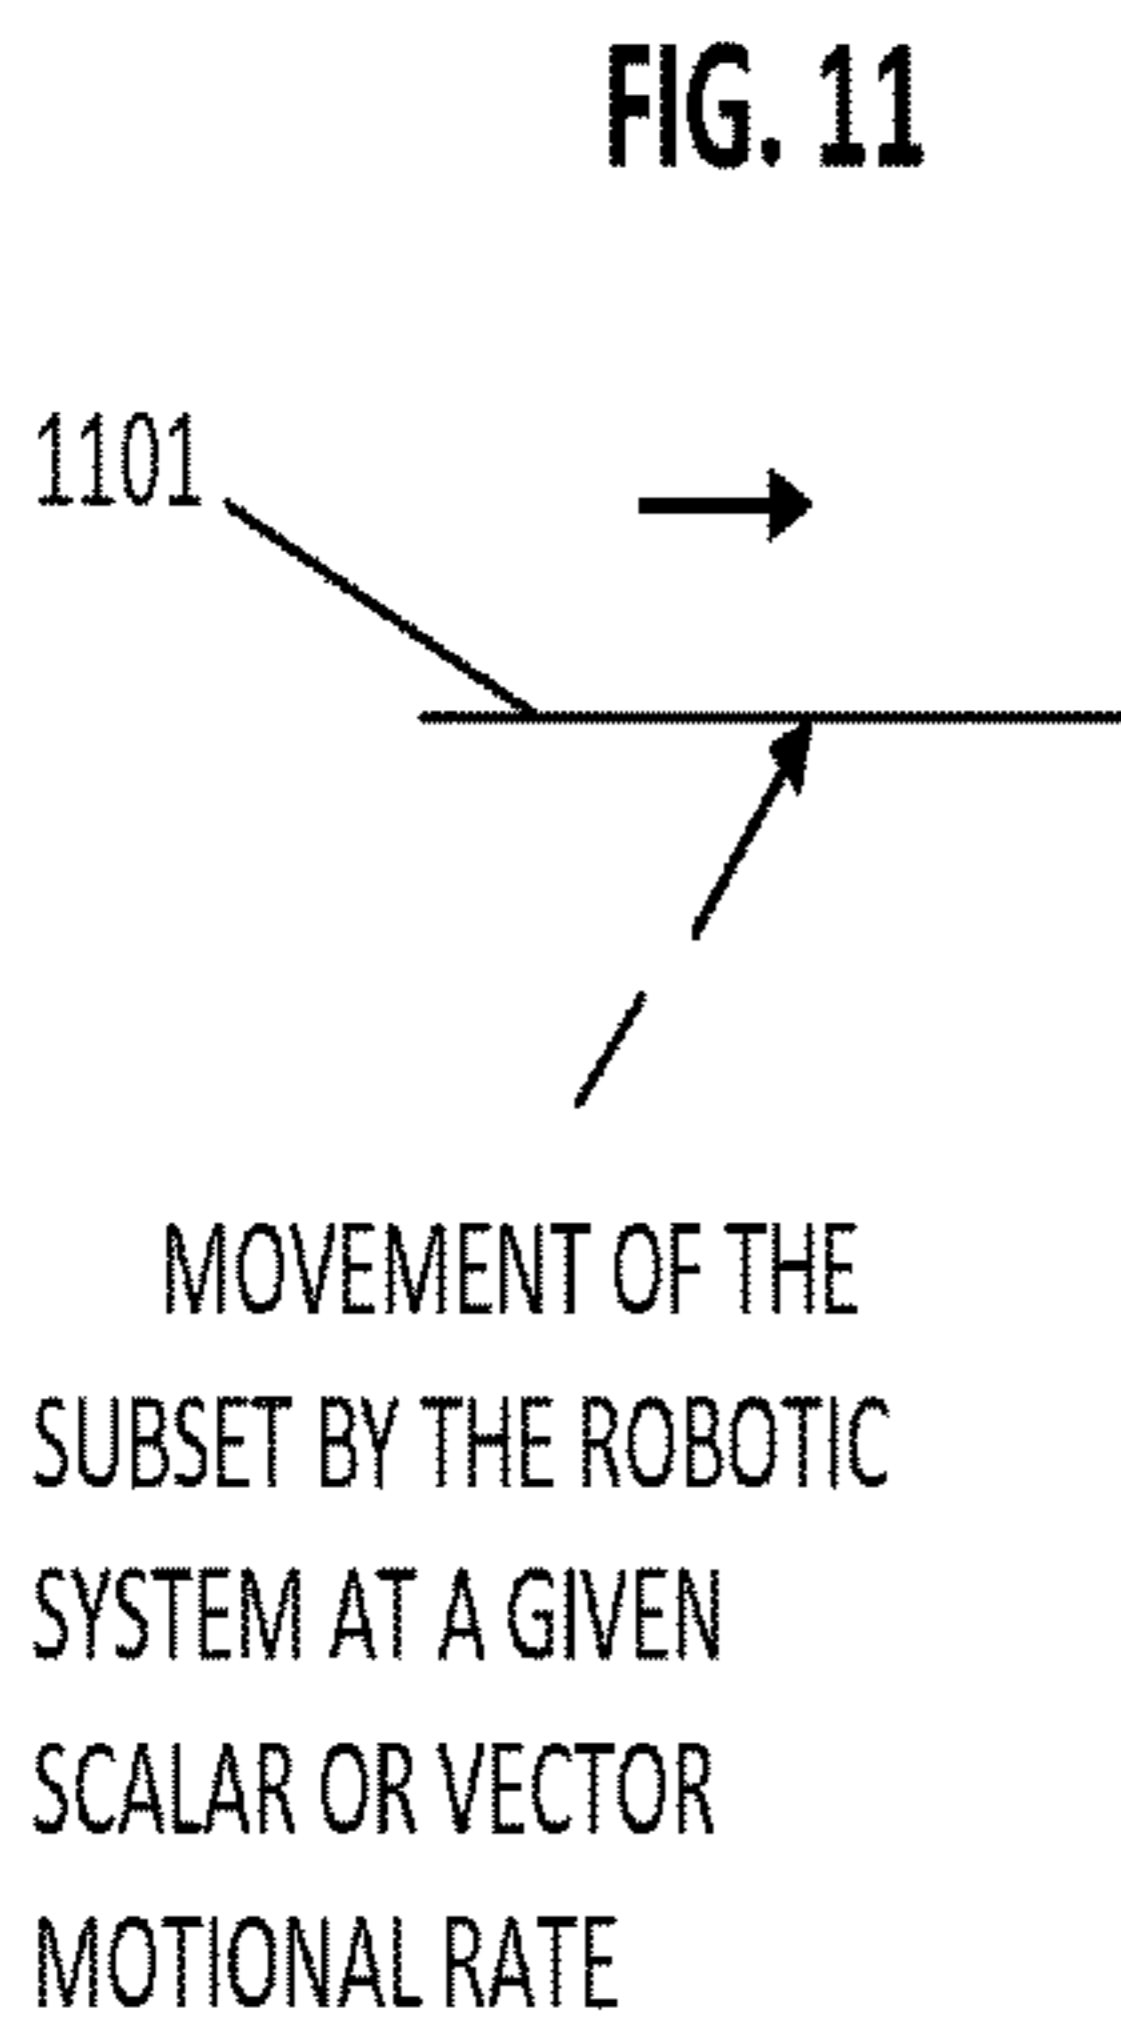 FIG. 11
1101
MOVEMENT OF THE
SUBSET BY THE ROBOTIC
SYSTEM AT A GIVEN
SCALAR OR VECTOR
MOTIONAL RATE